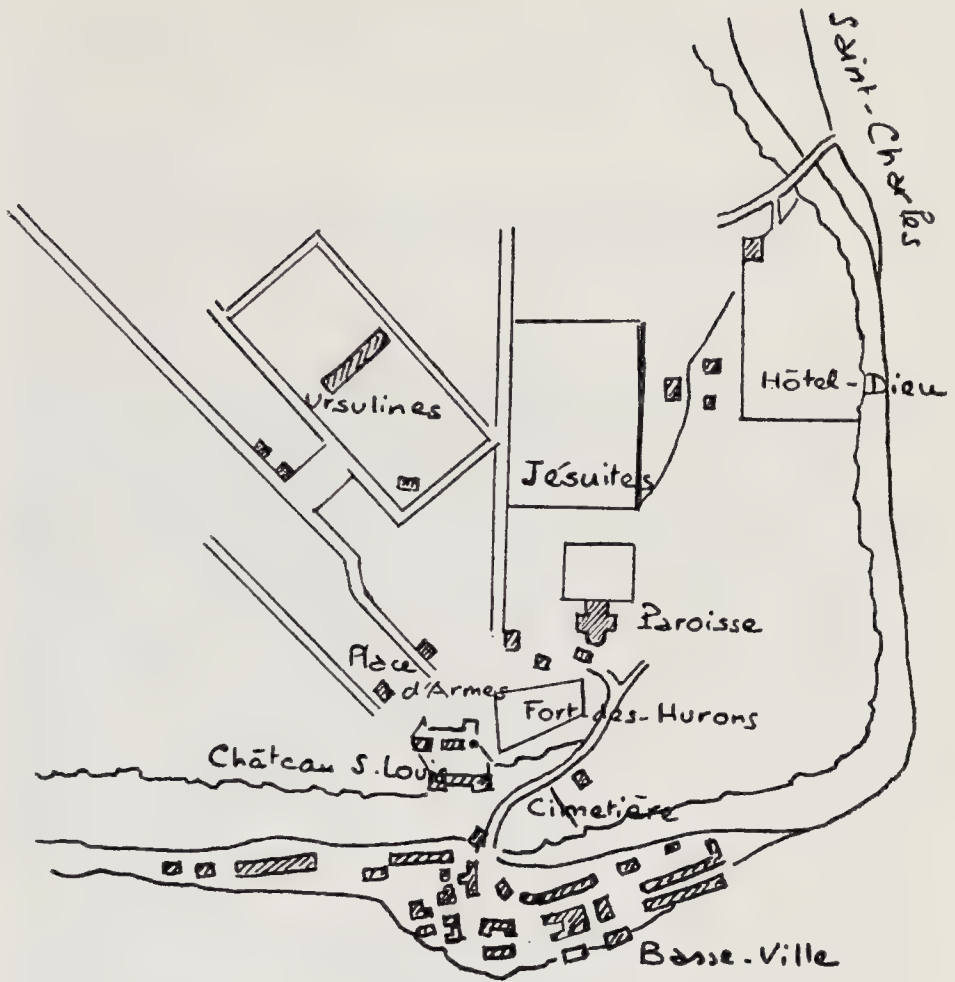 Saint-Charles
Hôtel-Dieu
Ursulines
Jésuites
Paroisse
Place
d'Armes
Fort-des-Hurons
Château S. Louis
Cimetière
Basse-Ville